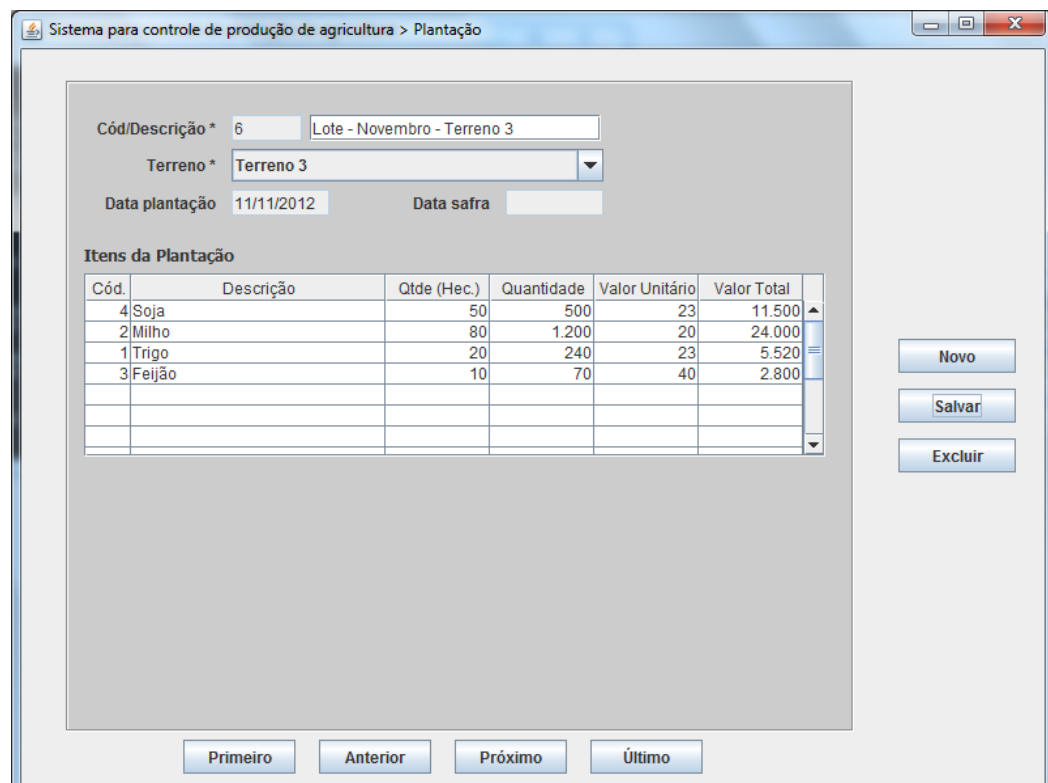 Sistema para controle de produção de agricultura > Plantação
Cód/Descrição * 6 Lote - Novembro - Terreno 3
Terreno * Terreno 3
Data plantação 11/11/2012 Data safra
Itens da Plantação
Cód. Descrição Qtde (Hec.) Quantidade Valor Unitário Valor Total
4 Soja 50 500 23 11.500
2 Milho 80 1.200 20 24.000
1 Trigo 20 240 23 5.520
3 Feijão 10 70 40 2.800
Novo
Salvar
Excluir
Primeiro Anterior Próximo Último